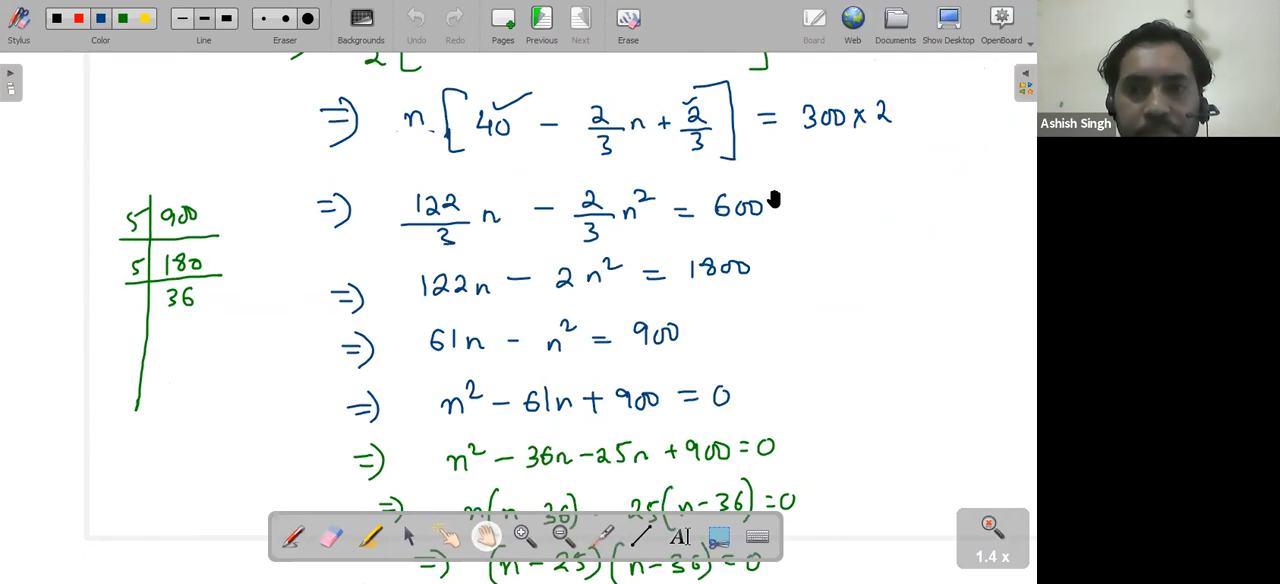 Stylus
Color
Line
Eraser
Backgrounds
Undo
Redo
Pages
Previous
Next
Erase
Board
Web
Documents
Show Desktop
OpenBoard
Ashish Singh
2 [ ]
⇒ n. [ 40 ✓ - 2/3 n + 2/3 ] = 300 × 2
⇒ 122/3 n - 2/3 n² = 600
⇒ 122n - 2n² = 1800
⇒ 61n - n² = 900
⇒ n² - 61n + 900 = 0
⇒ n² - 36n - 25n + 900 = 0
⇒ n(n - 36) - 25(n - 36) = 0
⇒ (n - 25)(n - 36) = 0
5 | 900
5 | 180
36
1.4 x